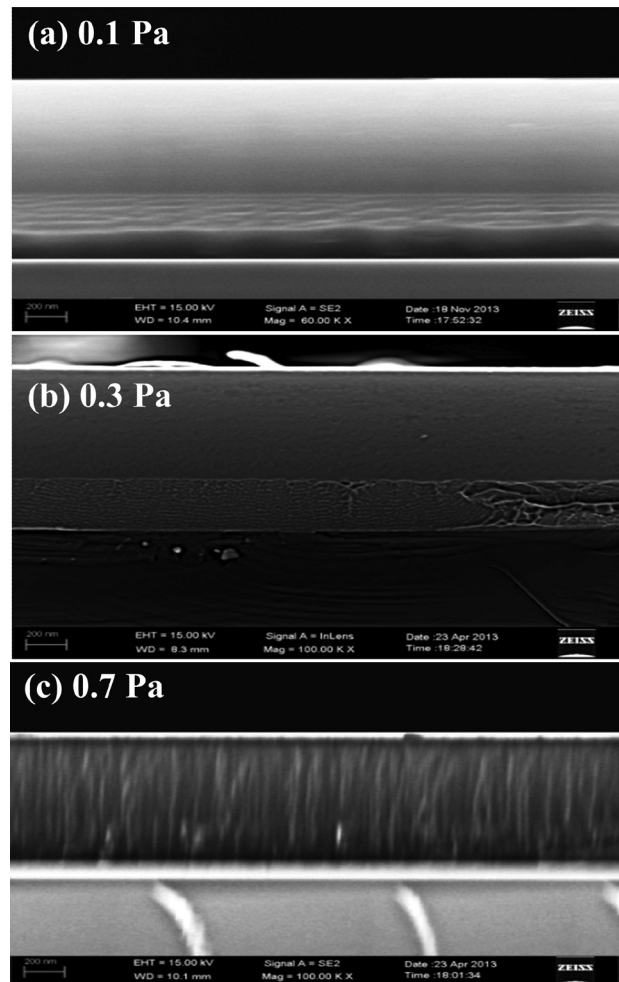 (a) 0.1 Pa
200 nm EHT = 15.00 kV Signal A = SE2 Date :18 Nov 2013 ZEISS
WD = 10.4 mm Mag = 60.00 K X Time :17:52:32
(b) 0.3 Pa
200 nm EHT = 15.00 kV Signal A = InLens Date :23 Apr 2013 ZEISS
WD = 8.3 mm Mag = 100.00 K X Time :18:28:42
(c) 0.7 Pa
200 nm EHT = 15.00 kV Signal A = SE2 Date :23 Apr 2013 ZEISS
WD = 10.1 mm Mag = 100.00 K X Time :18:01:34